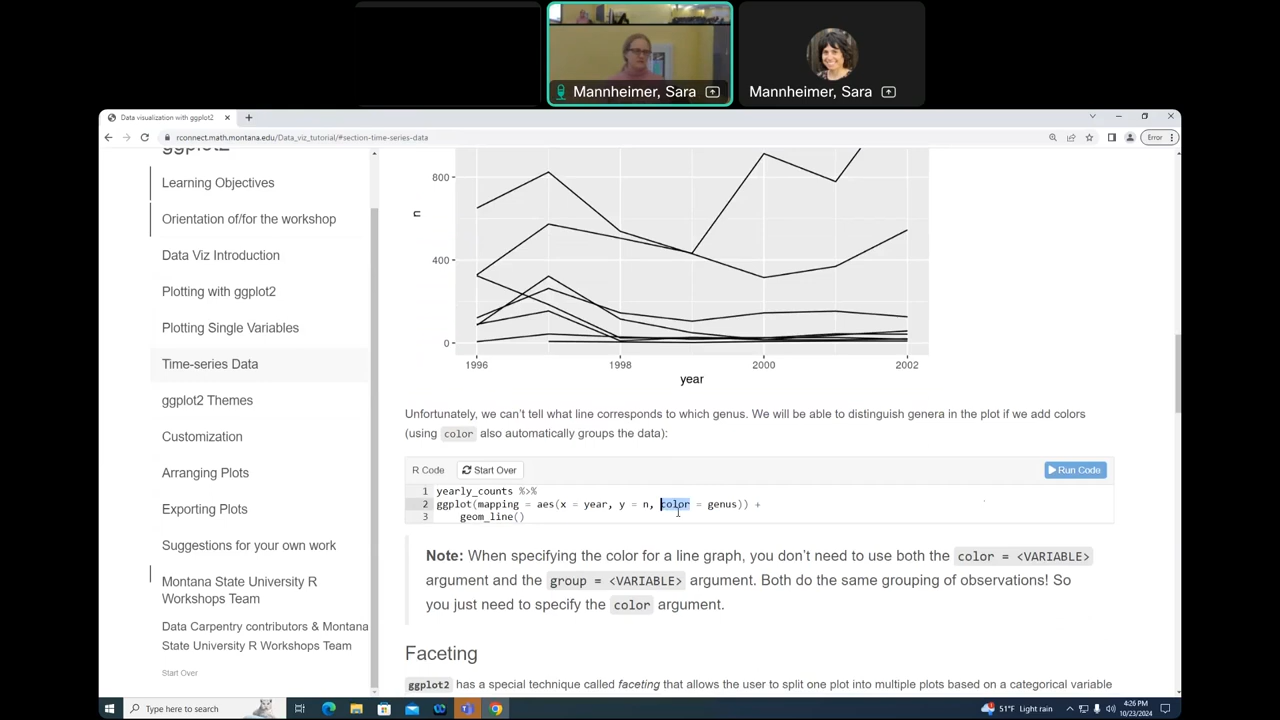 Mannheimer, Sara
Mannheimer, Sara
Data visualization with ggplot2
rconnect.math.montana.edu/Data_viz_tutorial/#section-time-series-data
Error
ggplot2
Learning Objectives
Orientation of/for the workshop
Data Viz Introduction
Plotting with ggplot2
Plotting Single Variables
Time-series Data
ggplot2 Themes
Customization
Arranging Plots
Exporting Plots
Suggestions for your own work
Montana State University R
Workshops Team
Data Carpentry contributors & Montana
State University R Workshops Team
Start Over
800
400
0
n
1996
1998
2000
2002
year
Unfortunately, we can't tell what line corresponds to which genus. We will be able to distinguish genera in the plot if we add colors
(using color also automatically groups the data):
R Code
Start Over
Run Code
1 yearly_counts %>%
2 ggplot(mapping = aes(x = year, y = n, color = genus)) +
3 geom_line()
Note: When specifying the color for a line graph, you don't need to use both the color = <VARIABLE>
argument and the group = <VARIABLE> argument. Both do the same grouping of observations! So
you just need to specify the color argument.
Faceting
ggplot2 has a special technique called faceting that allows the user to split one plot into multiple plots based on a categorical variable
Type here to search
51°F Light rain
4:26 PM
10/23/2024